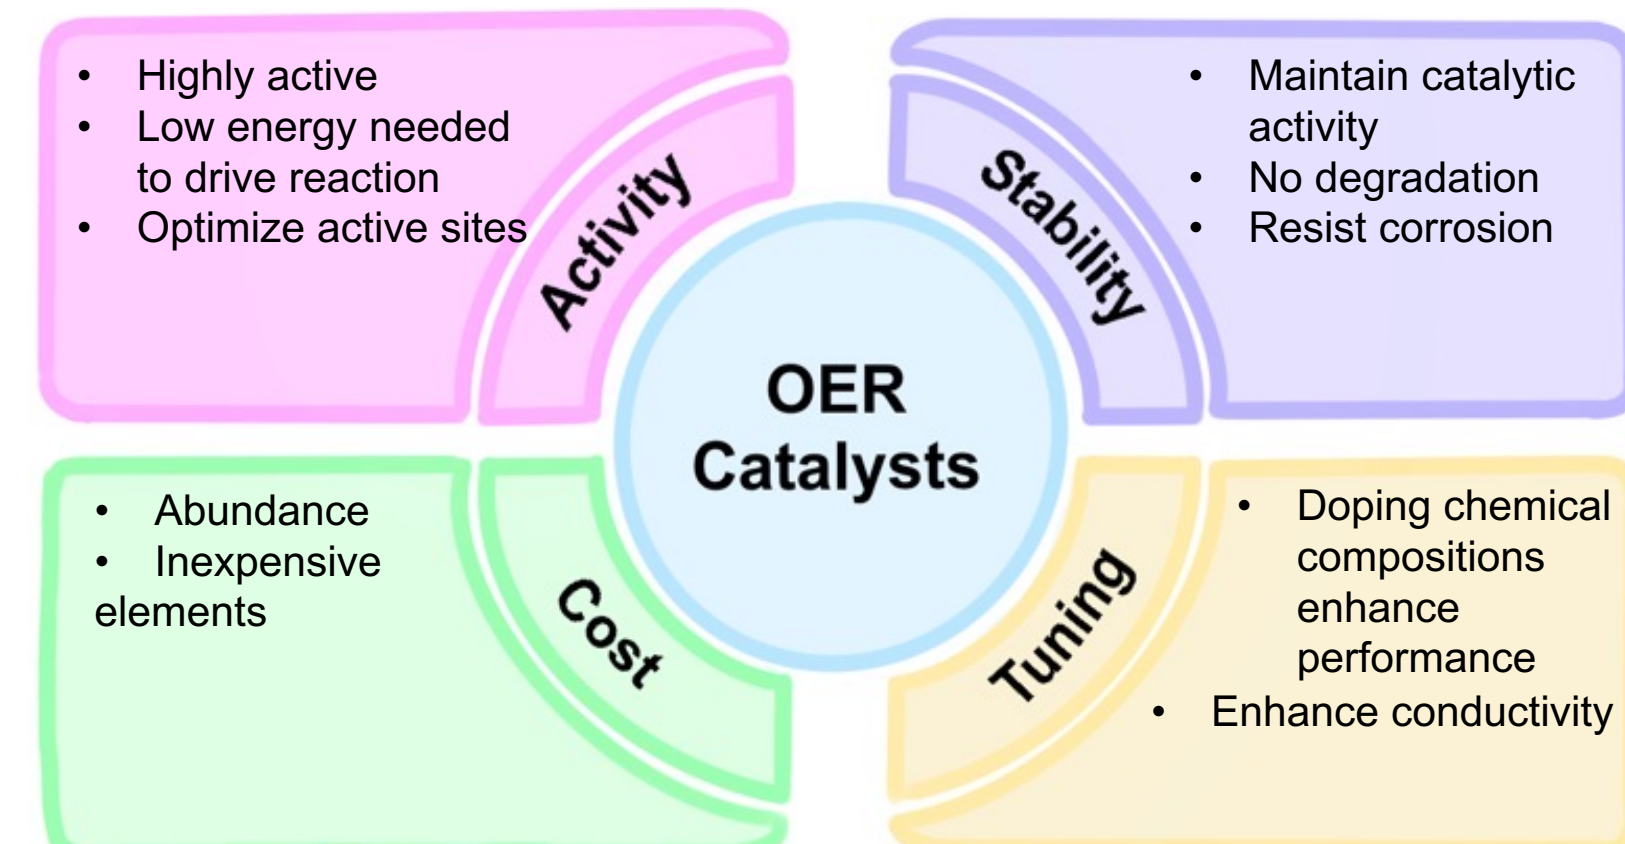 • Highly active
• Low energy needed
to drive reaction
• Optimize active sites
Activity
• Maintain catalytic
activity
• No degradation
• Resist corrosion
Stability
OER
Catalysts
• Abundance
• Inexpensive
elements
Cost
• Doping chemical
compositions
enhance
performance
• Enhance conductivity
Tuning